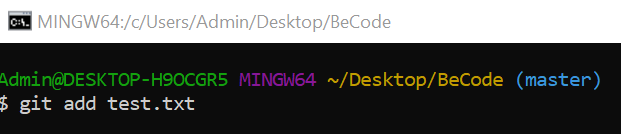 MINGW64:/c/Users/Admin/Desktop/BeCode
Admin@DESKTOP-H9OCGR5 MINGW64 ~/Desktop/BeCode (master)
$ git add test.txt